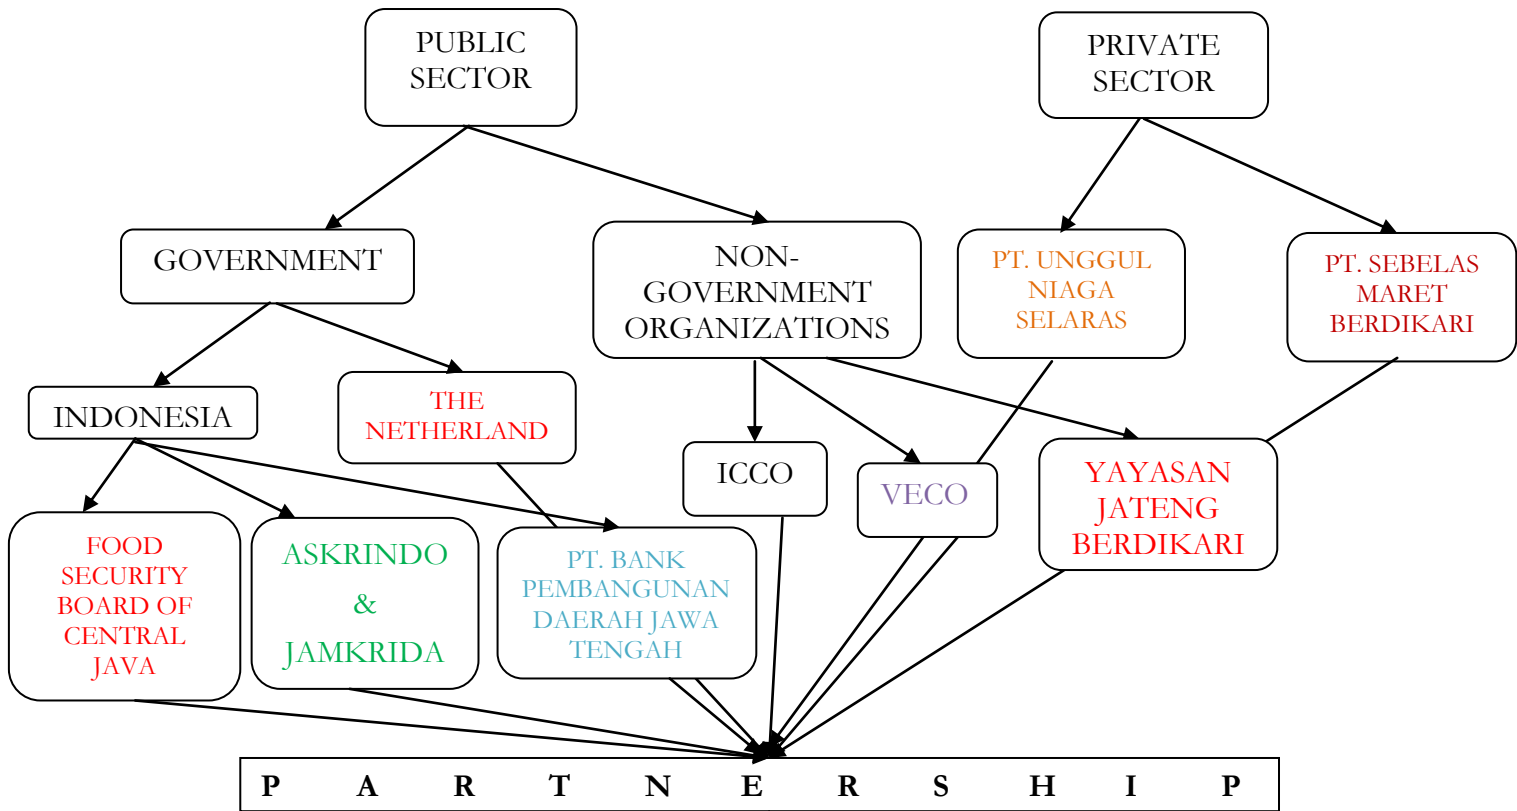 PUBLIC
SECTOR
PRIVATE
SECTOR
GOVERNMENT
NON-
GOVERNMENT
ORGANIZATIONS
PT. UNGGUL
NIAGA
SELARAS
PT. SEBELAS
MARET
BERDIKARI
INDONESIA
THE
NETHERLAND
ICCO
VECO
YAYASAN
JATENG
BERDIKARI
FOOD
SECURITY
BOARD OF
CENTRAL
JAVA
ASKRINDO
&
JAMKRIDA
PT. BANK
PEMBANGUNAN
DAERAH JAWA
TENGAH
P A R T N E R S H I P